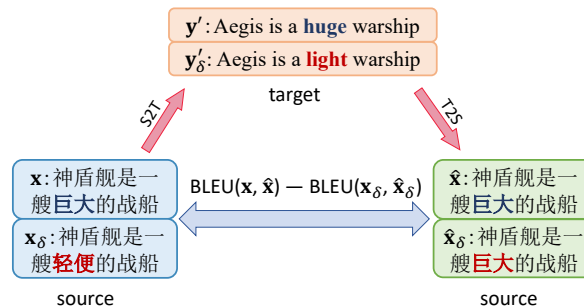 y′: Aegis is a huge warship
y′δ: Aegis is a light warship
target
S2T
T2S
x: 神盾舰是一
艘巨大的战船
xδ: 神盾舰是一
艘轻便的战船
source
BLEU(x, x̂) — BLEU(xδ, x̂δ)
x̂: 神盾舰是一
艘巨大的战船
x̂δ: 神盾舰是一
艘巨大的战船
source